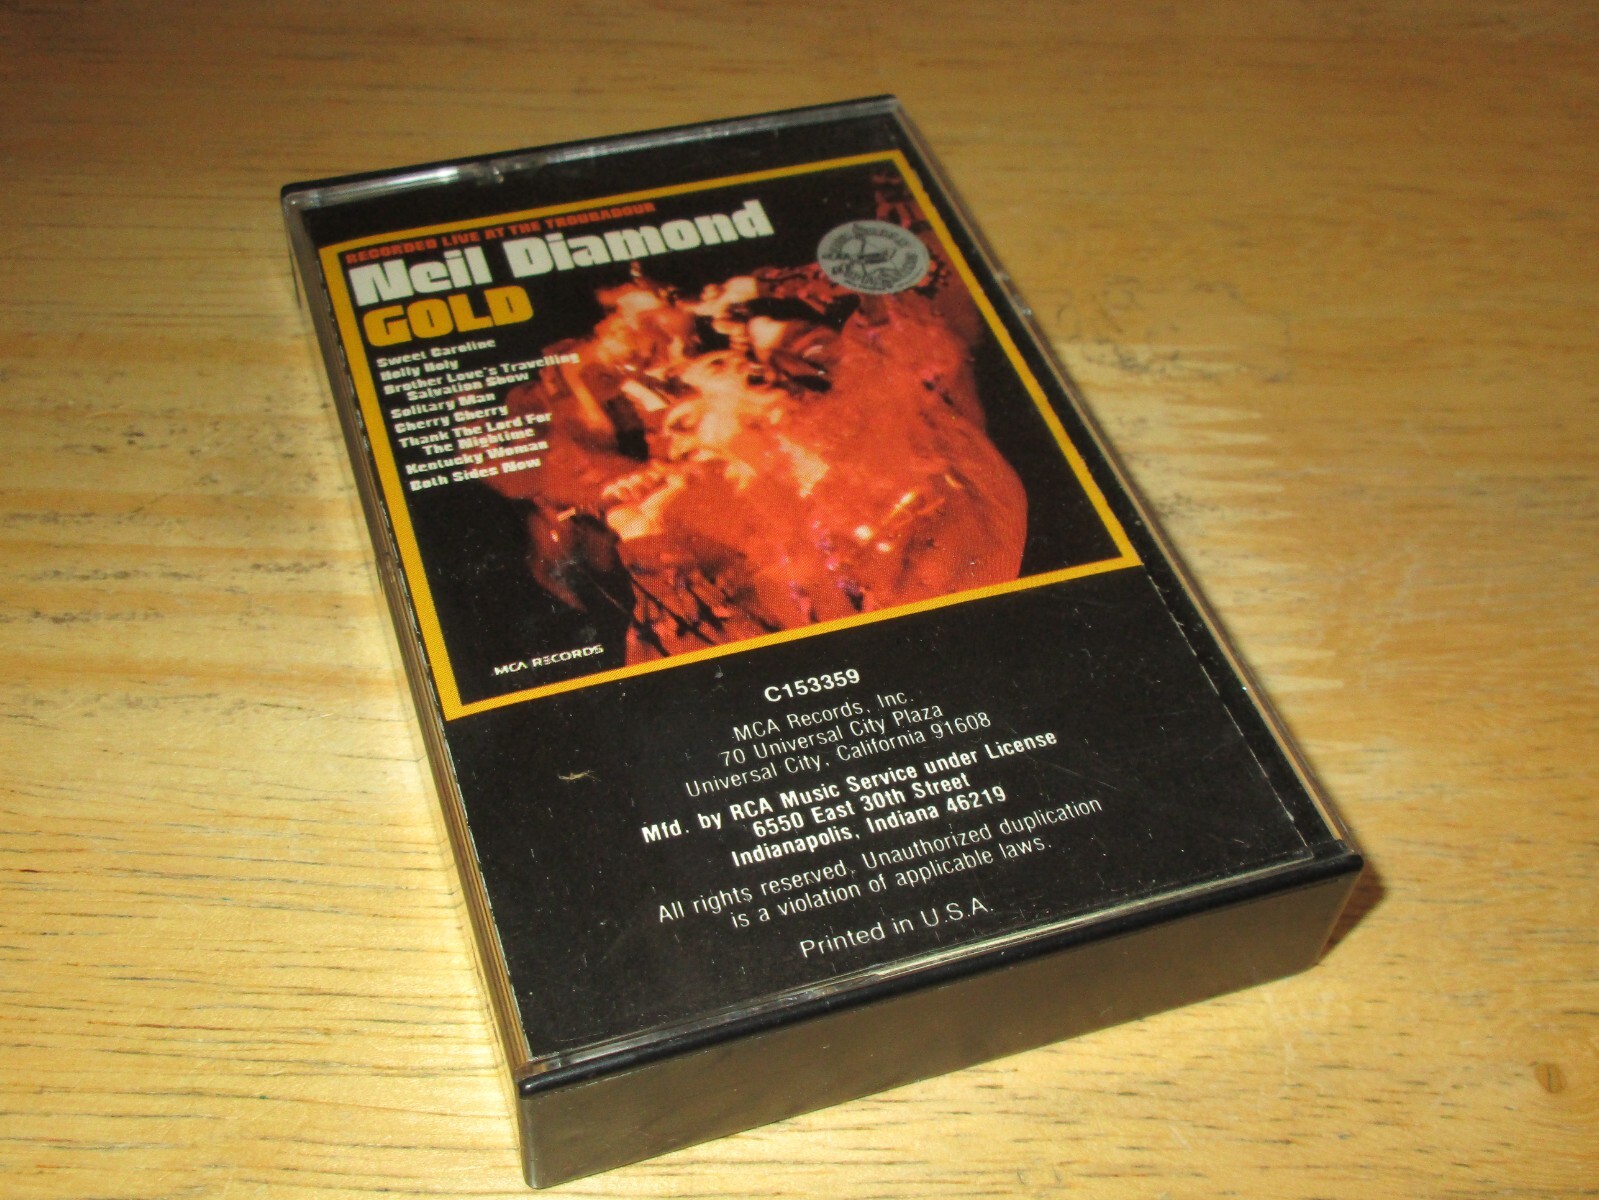 RECORDED LIVE AT THE TROUBADOUR
Neil Diamond
GOLD
Sweet Caroline
Holly Holy
Brother Love's Travelling
Salvation Show
Solitary Man
Cherry Cherry
Thank The Lord For
The Nightime
Kentucky Woman
Both Sides Now
MCA RECORDS
C153359
MCA Records, Inc.
70 Universal City Plaza
Universal City, California 91608
Mfd. by RCA Music Service under License
6550 East 30th Street
Indianapolis, Indiana 46219
All rights reserved. Unauthorized duplication
is a violation of applicable laws.
Printed in U.S.A.